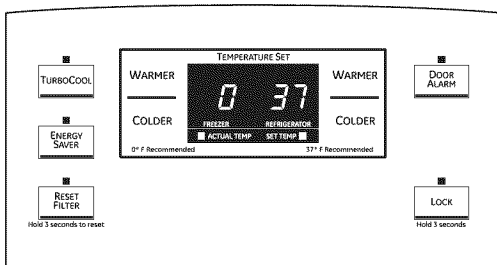 TEMPERATURE SET
TURBOCOOL
WARMER
WARMER
DOOR ALARM
0 37
COLDER
COLDER
FREEZER REFRIGERATOR
ENERGY SAVER
ACTUAL TEMP SET TEMP
0° F Recommended
37° F Recommended
RESET FILTER
Hold 3 seconds to reset
LOCK
Hold 3 seconds